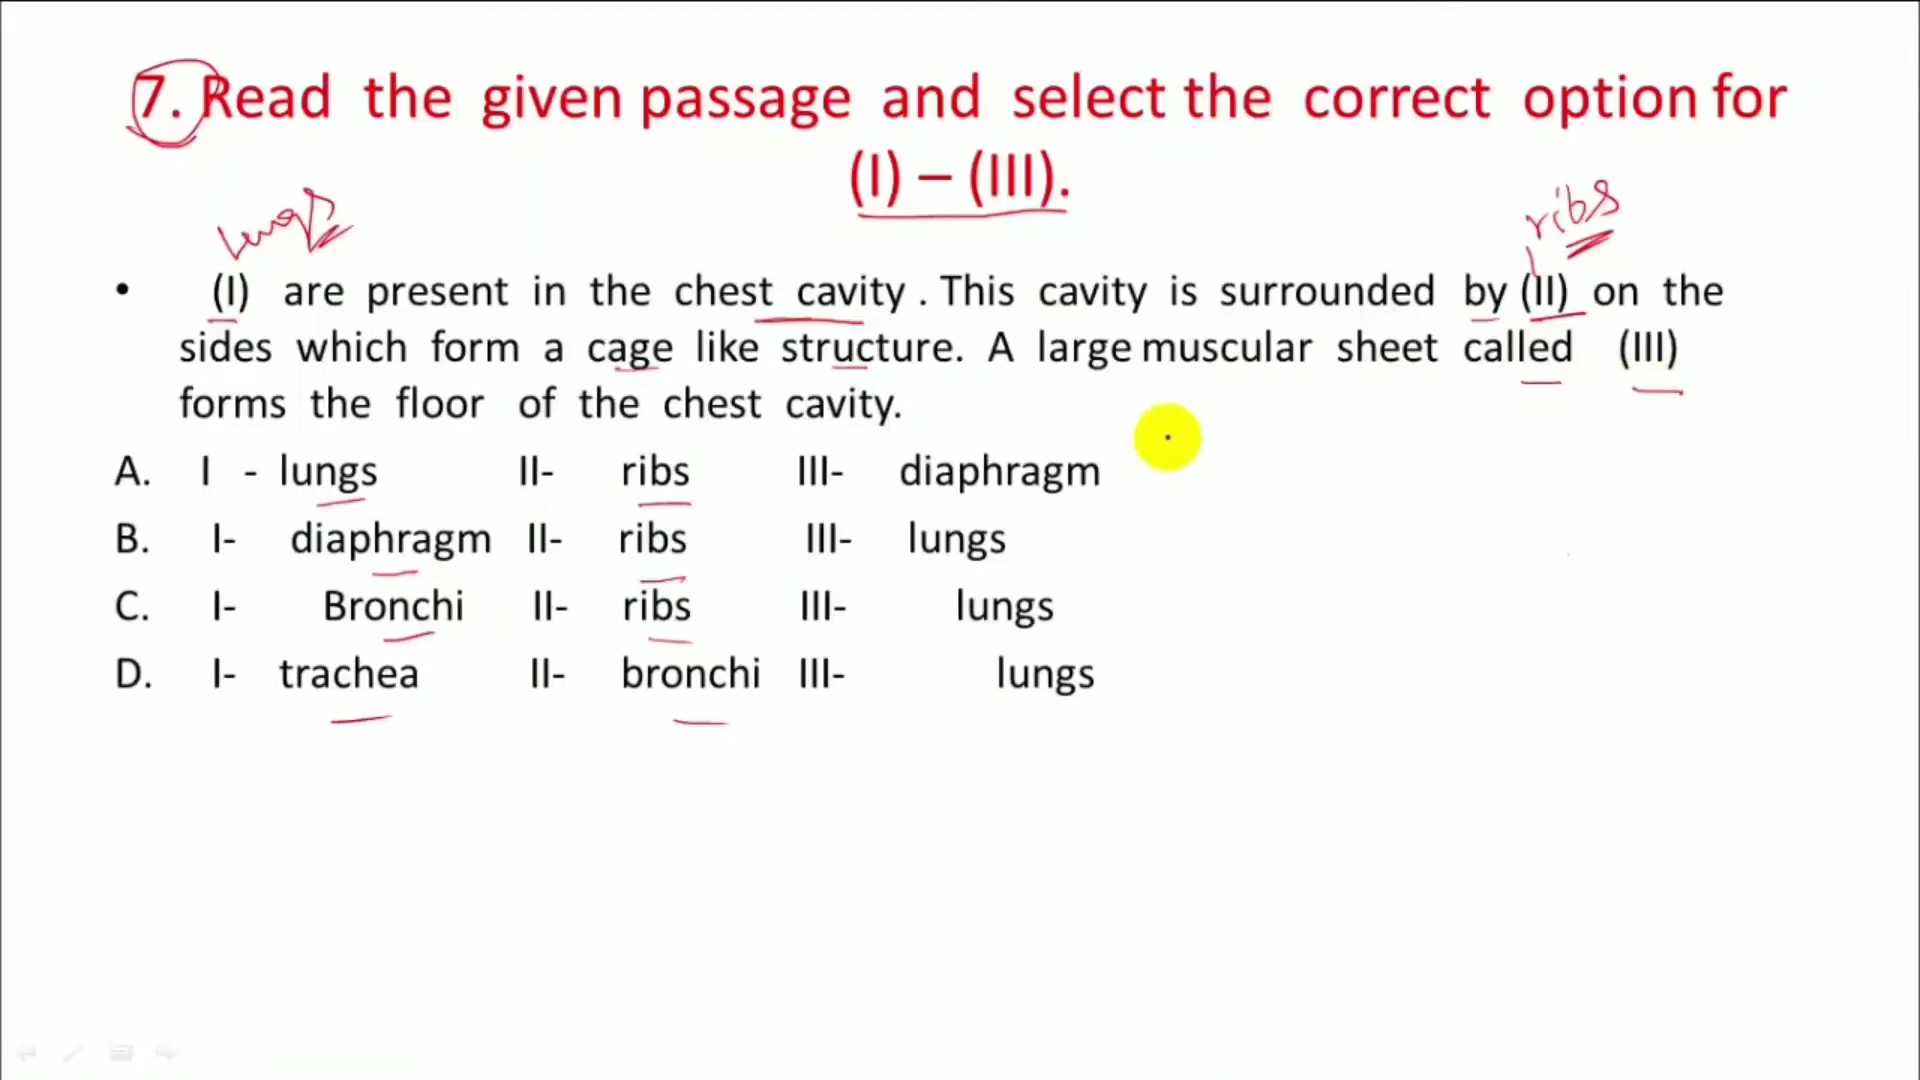 7. Read the given passage and select the correct option for
(I) – (III).
lungs
ribs
• (I) are present in the chest cavity . This cavity is surrounded by (II) on the
sides which form a cage like structure. A large muscular sheet called (III)
forms the floor of the chest cavity.
A. I - lungs II- ribs III- diaphragm
B. I- diaphragm II- ribs III- lungs
C. I- Bronchi II- ribs III- lungs
D. I- trachea II- bronchi III- lungs